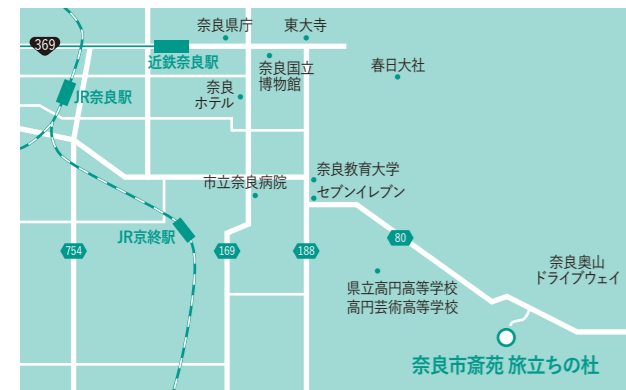 奈良県庁
東大寺
369
近鉄奈良駅
奈良国立
博物館
春日大社
JR奈良駅
奈良
ホテル
奈良教育大学
市立奈良病院
セブンイレブン
JR京終駅
754
169
188
80
奈良奥山
ドライブウェイ
県立高円高等学校
高円芸術高等学校
奈良市斎苑 旅立ちの杜